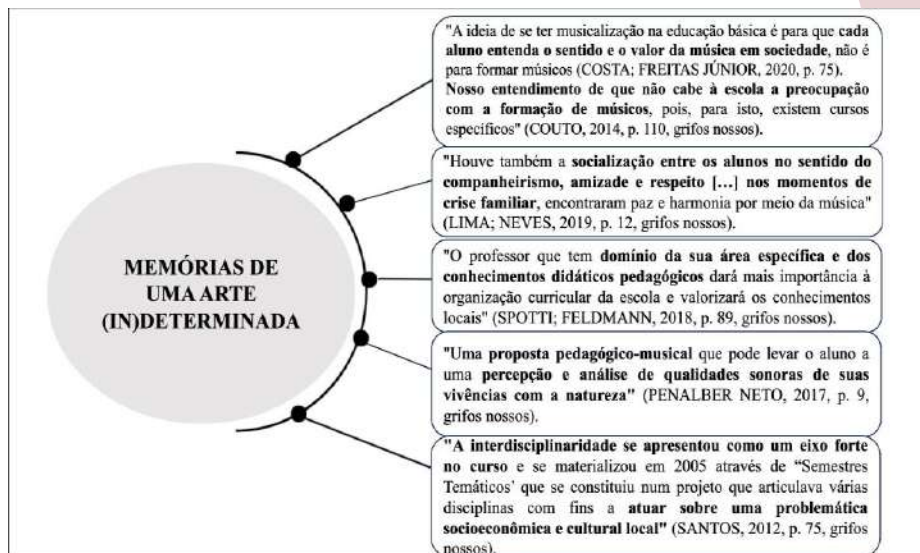 "A ideia de se ter musicalização na educação básica é para que cada
aluno entenda o sentido e o valor da música em sociedade, não é
para formar músicos (COSTA; FREITAS JÚNIOR, 2020, p. 75).
Nosso entendimento de que não cabe à escola a preocupação
com a formação de músicos, pois, para isto, existem cursos
específicos" (COUTO, 2014, p. 110, grifos nossos).
"Houve também a socialização entre os alunos no sentido do
companheirismo, amizade e respeito [...] nos momentos de
crise familiar, encontraram paz e harmonia por meio da música"
(LIMA; NEVES, 2019, p. 12, grifos nossos).
MEMÓRIAS DE
UMA ARTE
(IN)DETERMINADA
"O professor que tem domínio da sua área específica e dos
conhecimentos didáticos pedagógicos dará mais importância à
organização curricular da escola e valorizará os conhecimentos
locais" (SPOTTI; FELDMANN, 2018, p. 89, grifos nossos).
"Uma proposta pedagógico-musical que pode levar o aluno a
uma percepção e análise de qualidades sonoras de suas
vivências com a natureza" (PENALBER NETO, 2017, p. 9,
grifos nossos).
"A interdisciplinaridade se apresentou como um eixo forte
no curso e se materializou em 2005 através de “Semestres
Temáticos’ que se constituiu num projeto que articulava várias
disciplinas com fins a atuar sobre uma problemática
socioeconômica e cultural local" (SANTOS, 2012, p. 75, grifos
nossos).